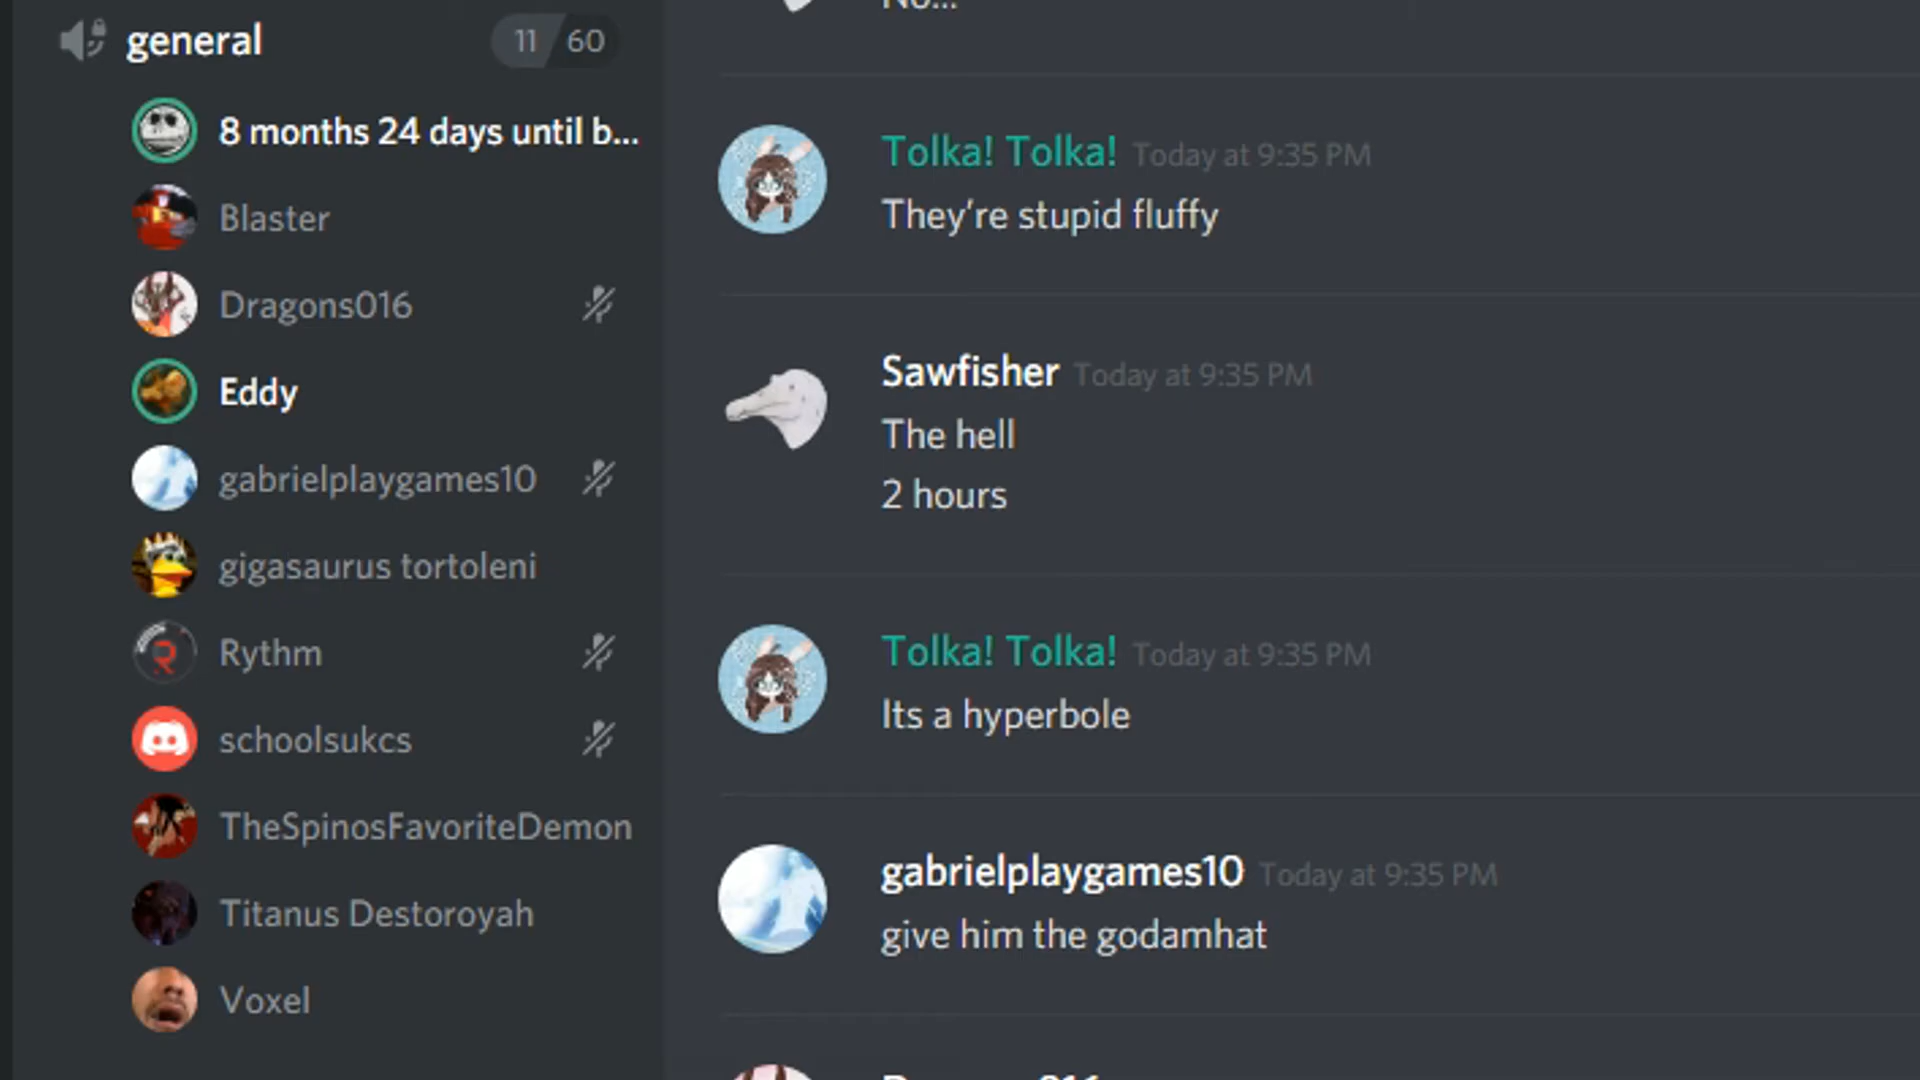 general
11 60
8 months 24 days until b...
Blaster
Dragons016
Eddy
gabrielplaygames10
gigasaurus tortoleni
Rythm
schoolsukcs
TheSpinosFavoriteDemon
Titanus Destoroyah
Voxel
No...
Tolka! Tolka! Today at 9:35 PM
They're stupid fluffy
Sawfisher Today at 9:35 PM
The hell
2 hours
Tolka! Tolka! Today at 9:35 PM
Its a hyperbole
gabrielplaygames10 Today at 9:35 PM
give him the godamhat